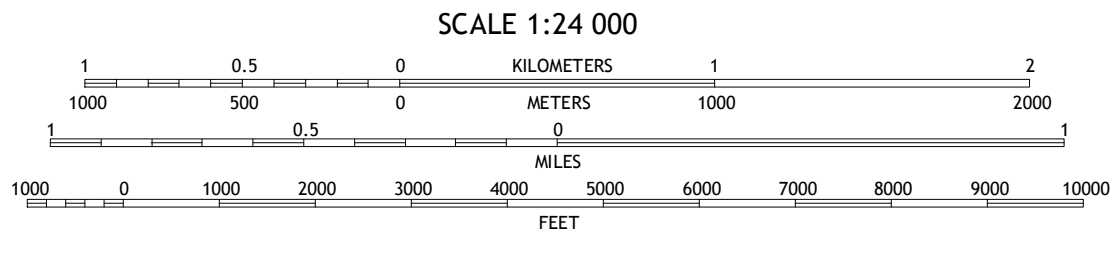 SCALE 1:24 000
1 0.5 0 KILOMETERS 1 2
1000 500 0 METERS 1000 2000
1 0.5 0 1
MILES
1000 0 1000 2000 3000 4000 5000 6000 7000 8000 9000 10000
FEET